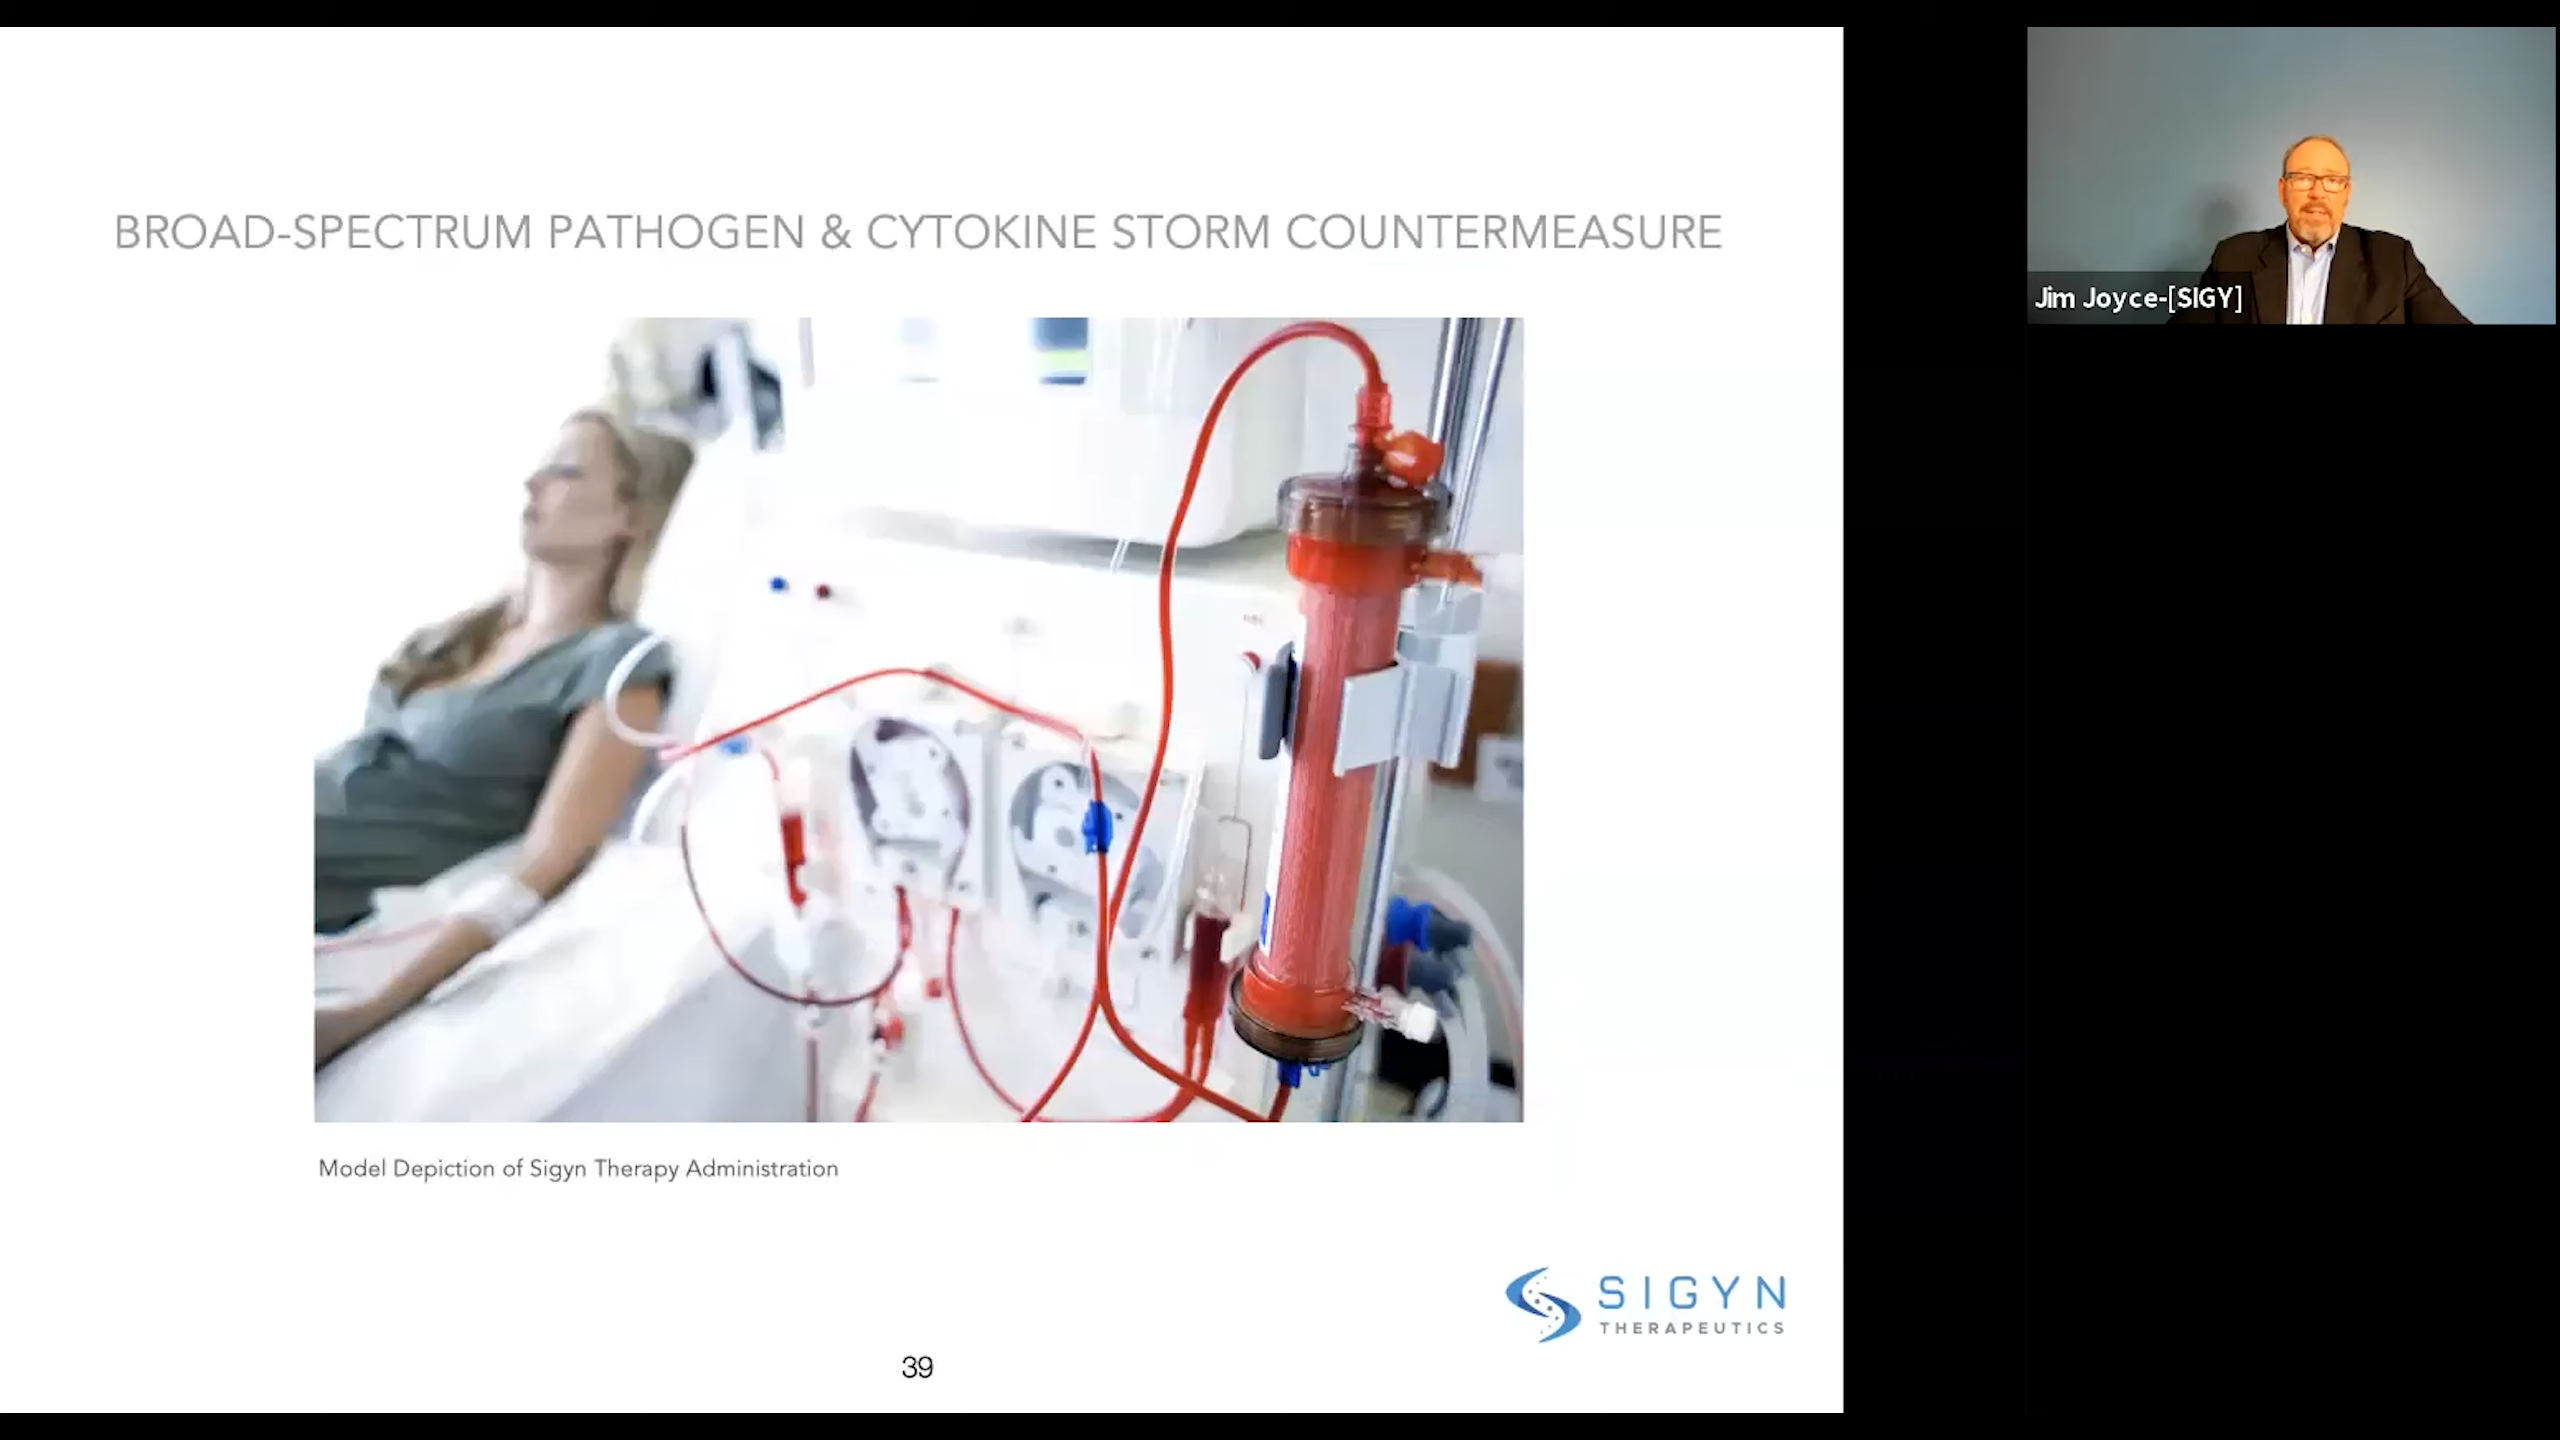 BROAD-SPECTRUM PATHOGEN & CYTOKINE STORM COUNTERMEASURE
Jim Joyce-[SIGY]
Model Depiction of Sigyn Therapy Administration
SIGYN
THERAPEUTICS
39